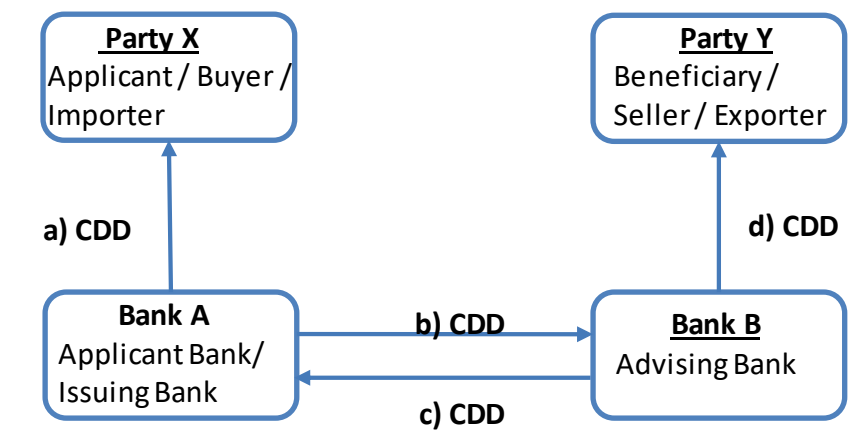 Party X
Applicant / Buyer /
Importer
Party Y
Beneficiary /
Seller / Exporter
a) CDD
d) CDD
Bank A
Applicant Bank/
Issuing Bank
b) CDD
c) CDD
Bank B
Advising Bank